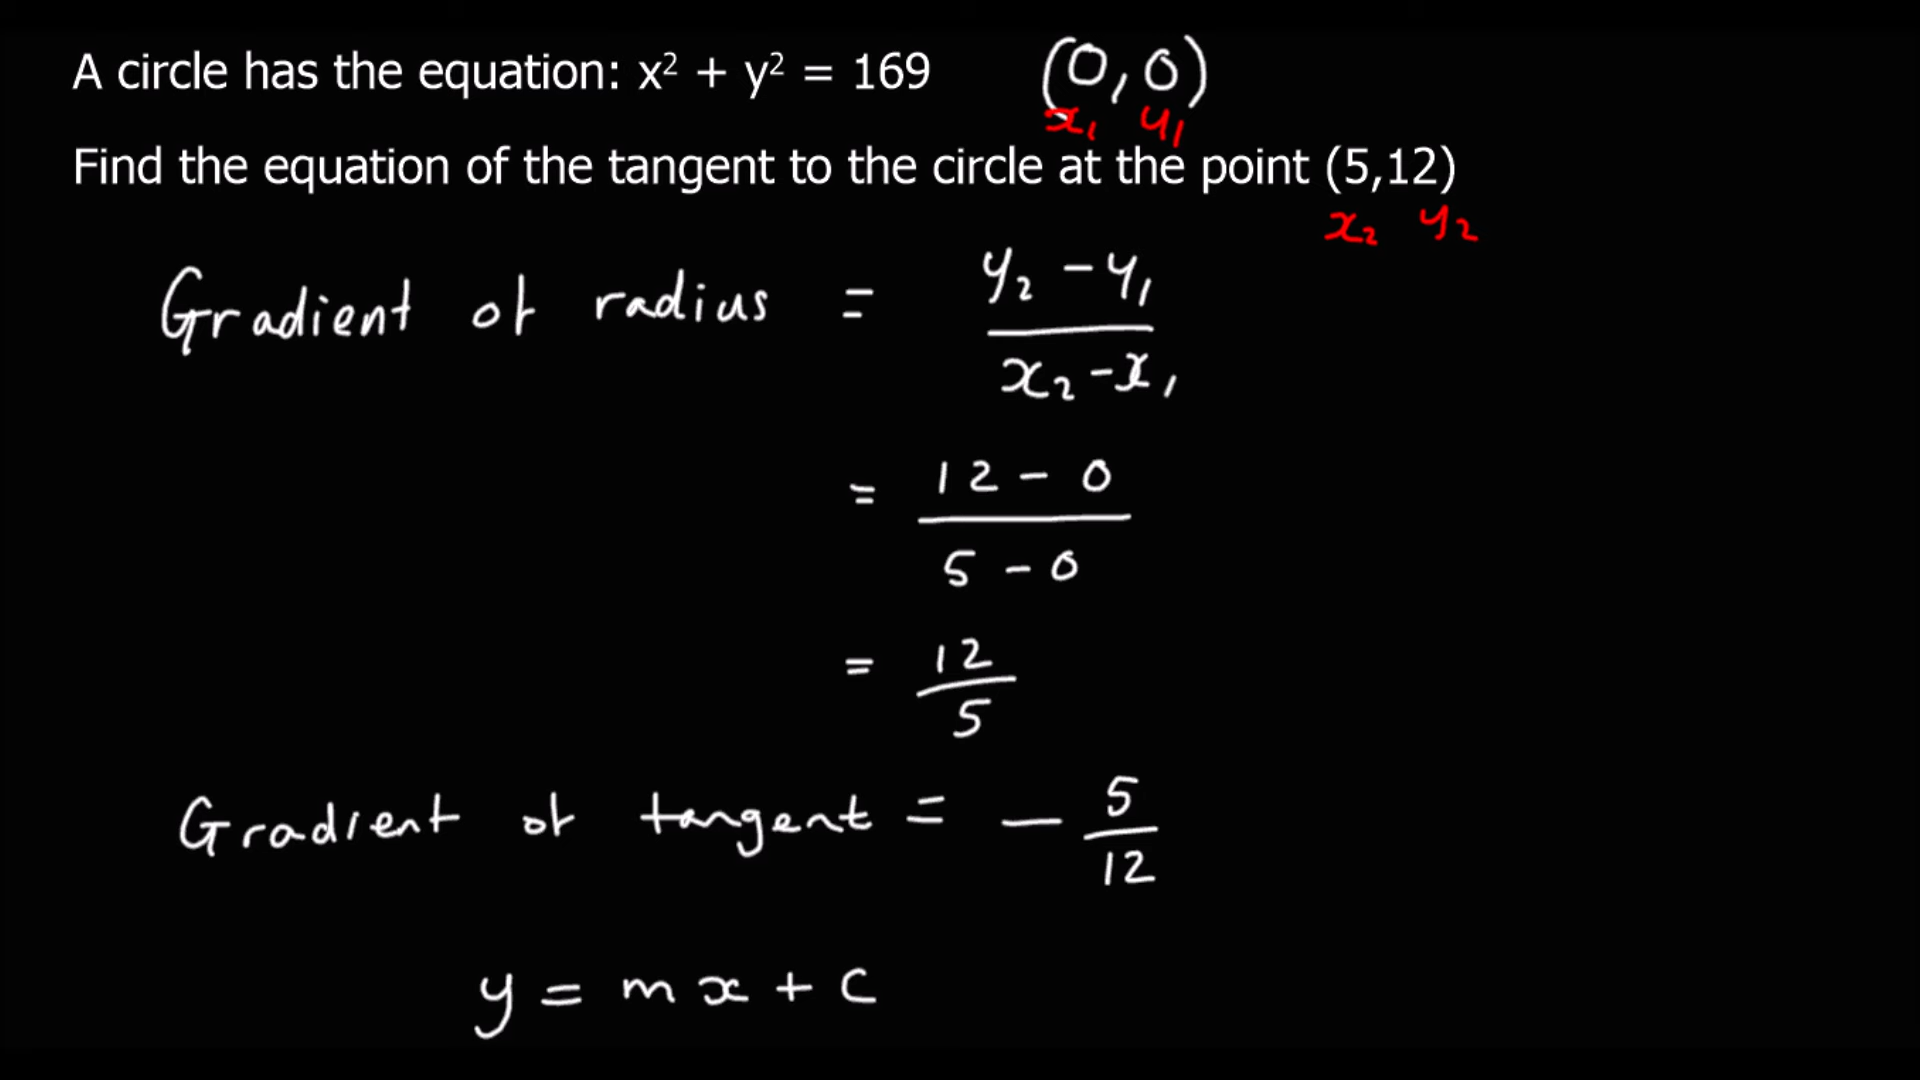 A circle has the equation: x² + y² = 169 (0,0)
x₁ y₁
Find the equation of the tangent to the circle at the point (5,12)
x₂ y₂
Gradient of radius = y₂ - y₁
x₂ - x₁
= 12 - 0
5 - 0
= 12
5
Gradient of tangent = - 5
12
y = mx + c